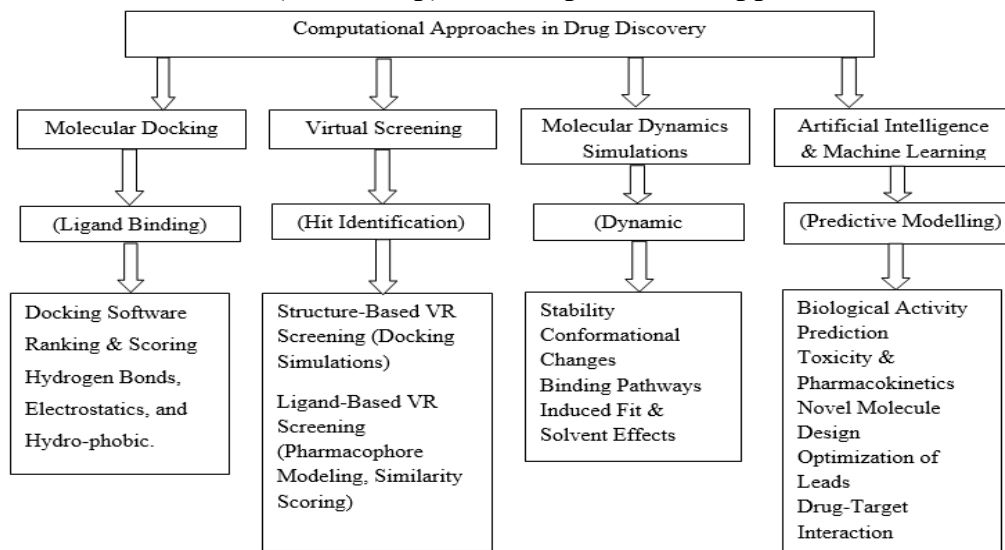 Computational Approaches in Drug Discovery
Molecular Docking
Virtual Screening
Molecular Dynamics
Simulations
Artificial Intelligence
& Machine Learning
(Ligand Binding)
(Hit Identification)
(Dynamic
(Predictive Modelling)
Docking Software
Ranking & Scoring
Hydrogen Bonds,
Electrostatics, and
Hydro-phobic.
Structure-Based VR
Screening (Docking
Simulations)
Ligand-Based VR
Screening
(Pharmacophore
Modeling, Similarity
Scoring)
Stability
Conformational
Changes
Binding Pathways
Induced Fit &
Solvent Effects
Biological Activity
Prediction
Toxicity &
Pharmacokinetics
Novel Molecule
Design
Optimization of
Leads
Drug-Target
Interaction